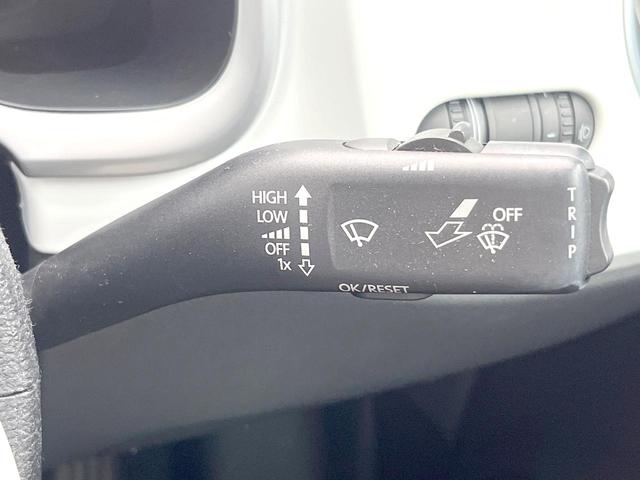 HIGH
LOW
OFF
1x
OFF
TRIP
OK/RESET